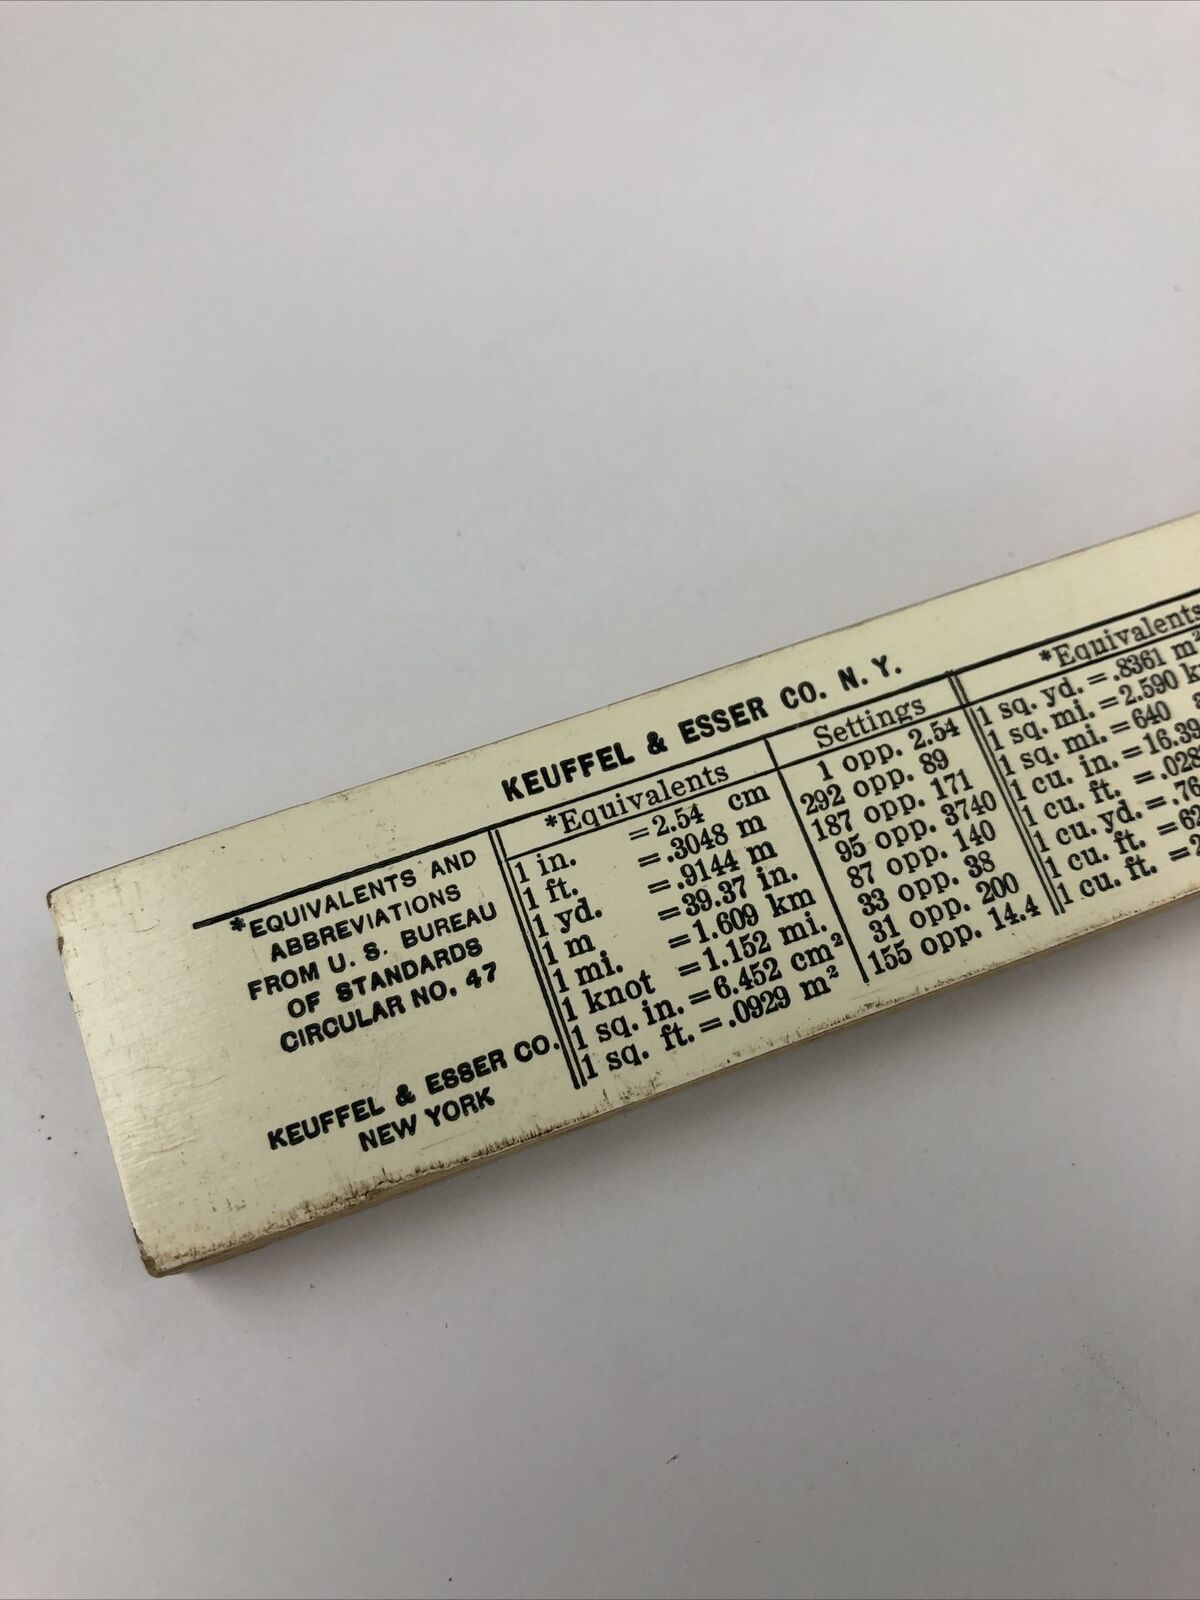 KEUFFEL & ESSER CO. N. Y.
*EQUIVALENTS AND
ABBREVIATIONS
FROM U. S. BUREAU
OF STANDARDS
CIRCULAR NO. 47
KEUFFEL & ESSER CO.
NEW YORK
*Equivalents Settings
1 in. =2.54 cm 1 opp. 2.54
1 ft. =.3048 m 292 opp. 89
1 yd. =.9144 m 187 opp. 171
1 m =39.37 in. 95 opp. 3740
1 mi. =1.609 km 87 opp. 140
1 knot =1.152 mi. 33 opp. 38
1 sq. in.=6.452 cm² 31 opp. 200
1 sq. ft.=.0929 m² 155 opp. 14.4
*Equivalents
1 sq. yd.=.8361 m²
1 sq. mi.=2.590
1 sq. mi.=640
1 cu. in.=16.39
1 cu. ft. =.028
1 cu. yd.=.76
1 cu. ft. =62
1 cu. ft. =